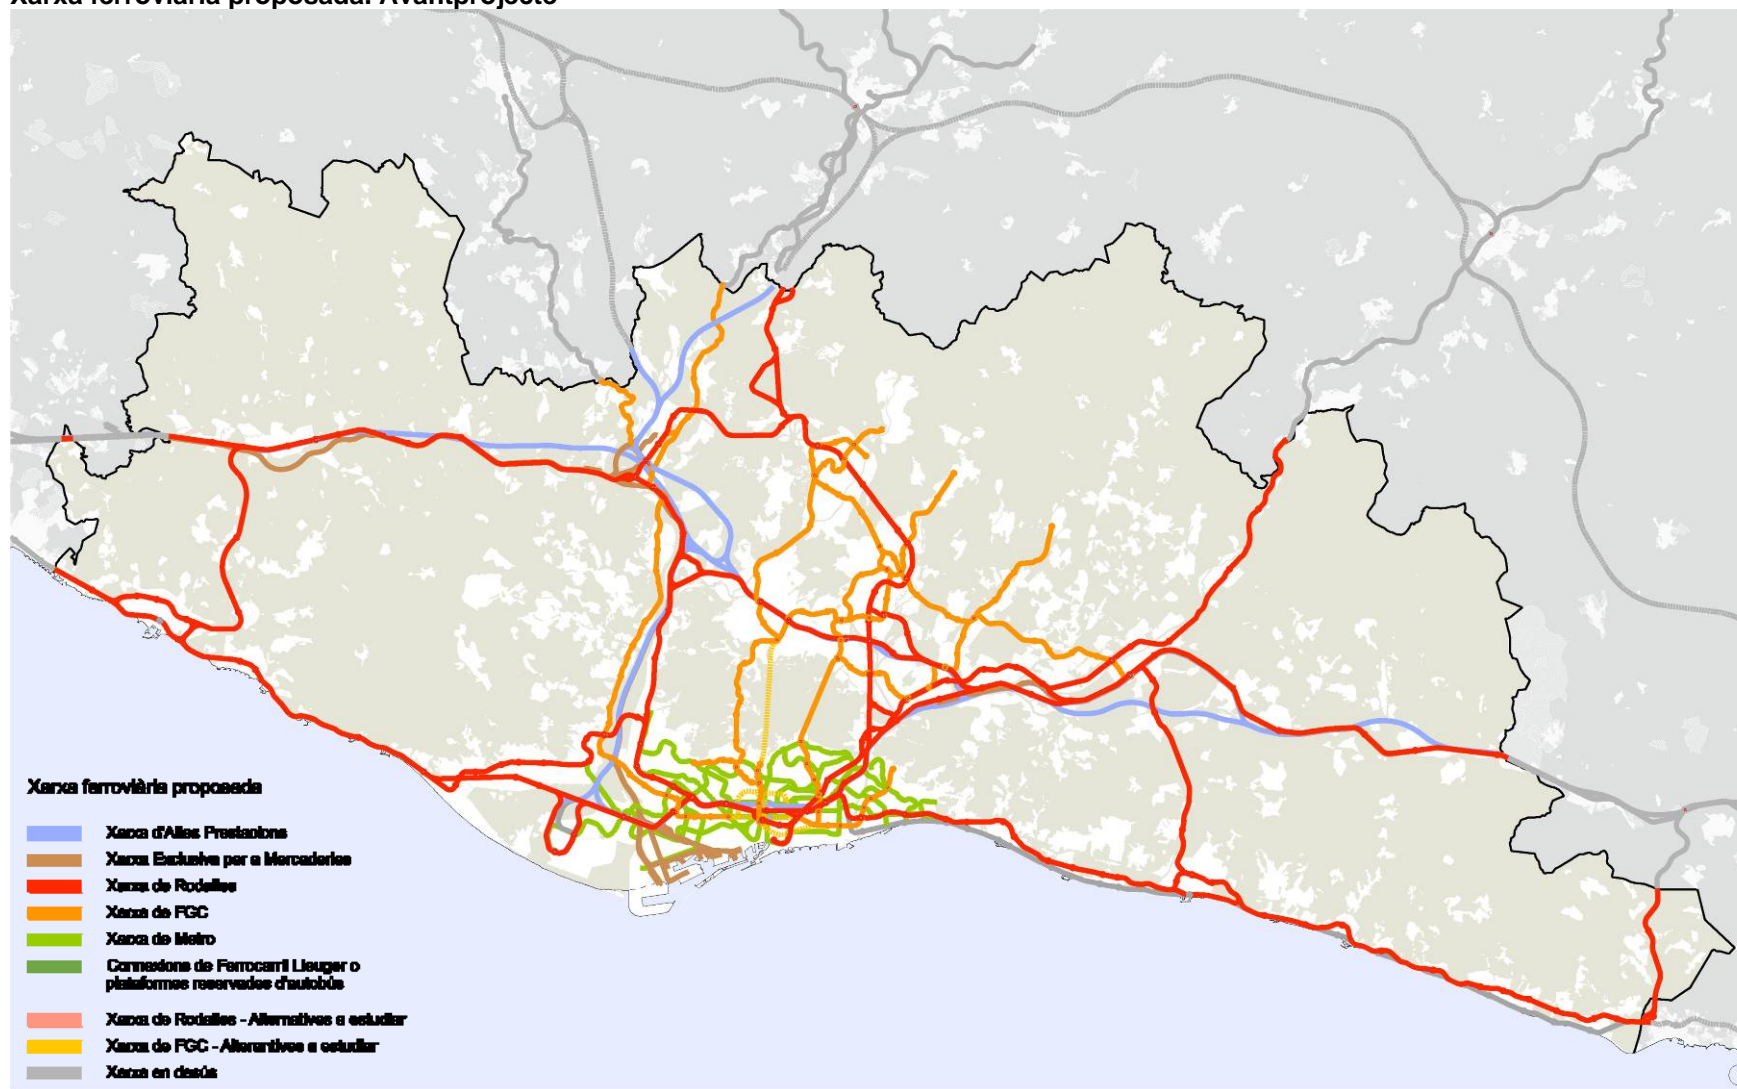 Xarxa ferroviària proposada. Avantprojecte
Xarxa ferroviària proposada
Xarxa d'Altes Prestacions
Xarxa Exclusiva per a Mercaderies
Xarxa de Rodalies
Xarxa de FGC
Xarxa de Metro
Connexions de Ferrocarril Lleuger o
plataformes reservades d'autobús
Xarxa de Rodalies - Alternatives a estudiar
Xarxa de FGC - Alterantives a estudiar
Xarxa en desús